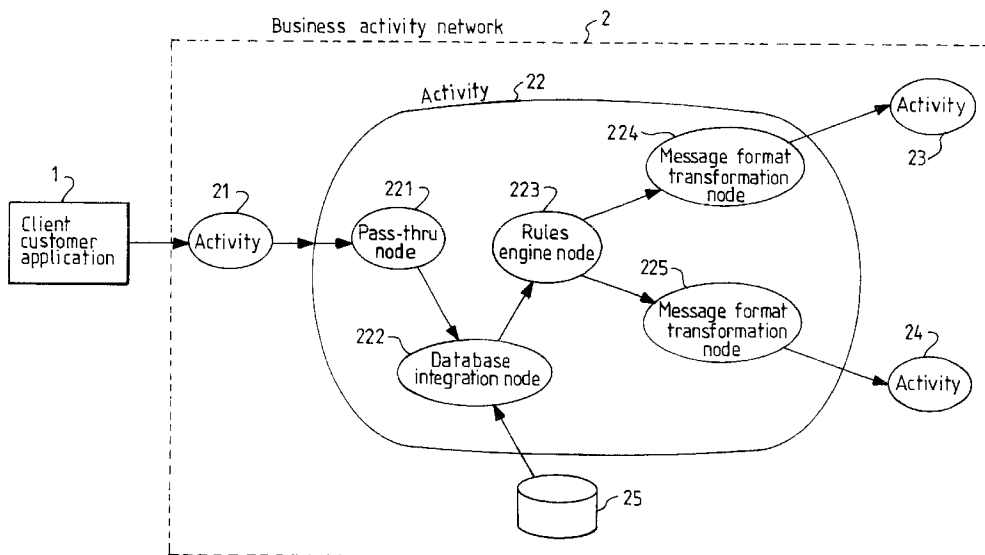 Business activity network
2
Activity
22
224
Message format
transformation node
Activity
23
1
Client
customer
application
21
Activity
221
Pass-thru
node
223
Rules
engine node
225
Message format
transformation
node
222
Database
integration node
24
Activity
25